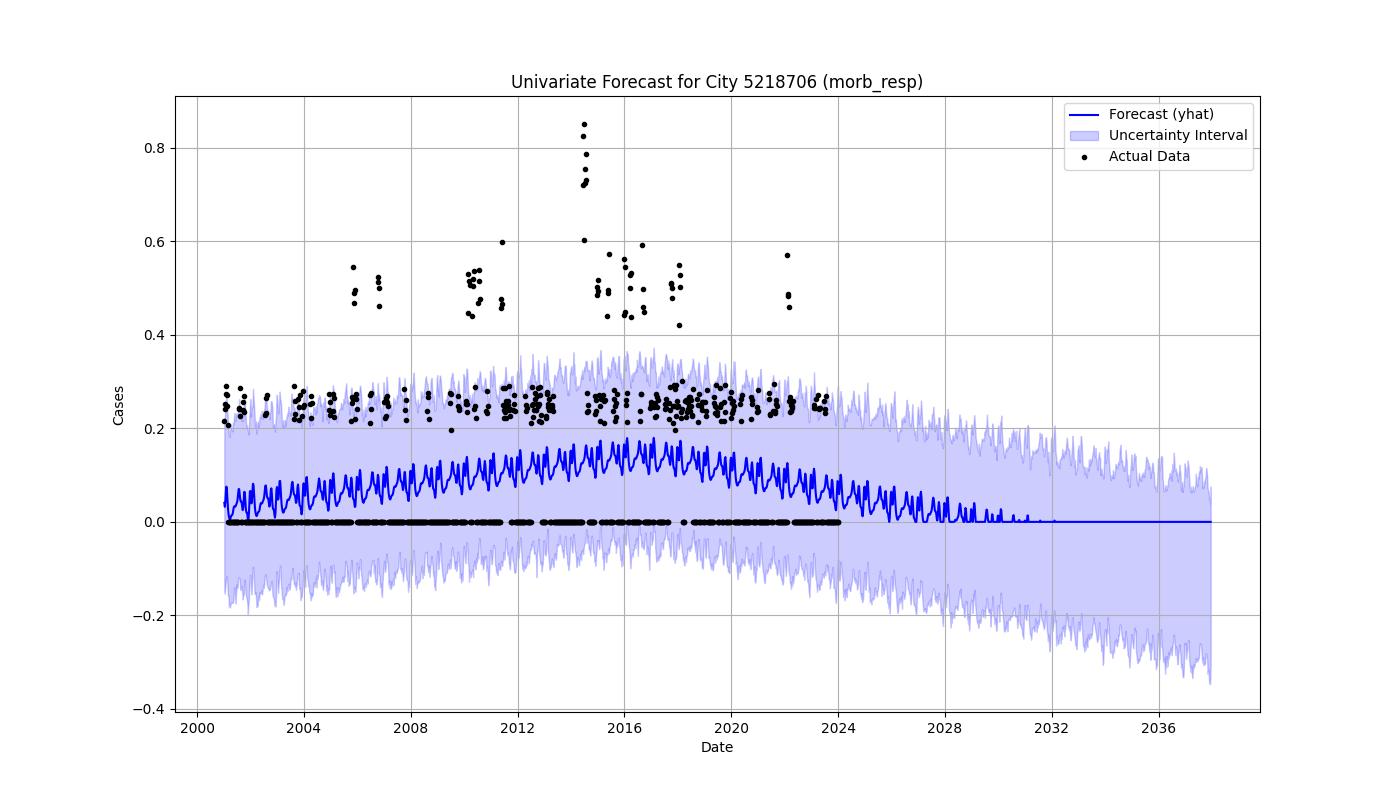 Univariate Forecast for City 5218706 (morb_resp)
Forecast (yhat)
Uncertainty Interval
Actual Data
Cases
0.8
0.6
0.4
0.2
0.0
−0.2
−0.4
2000
2004
2008
2012
2016
2020
2024
2028
2032
2036
Date